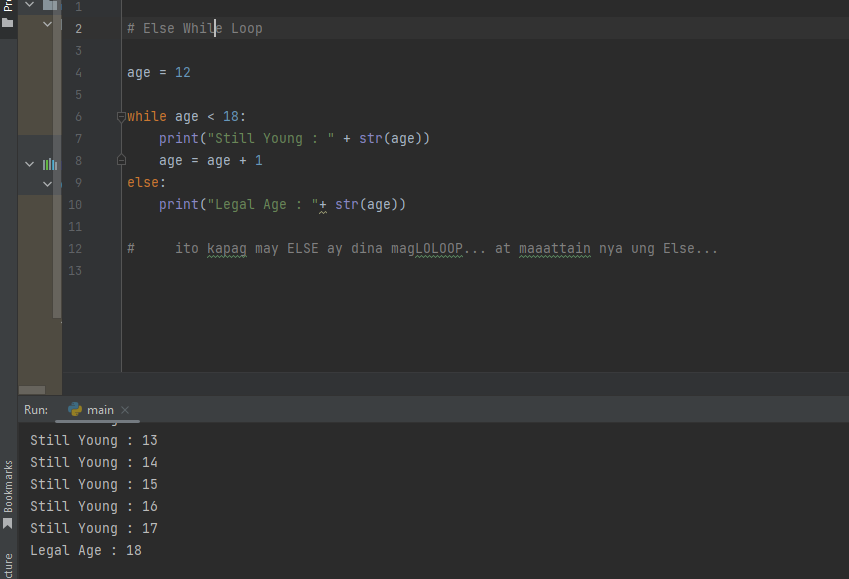 1
2 # Else While Loop
3
4 age = 12
5
6 while age < 18:
7 print("Still Young : " + str(age))
8 age = age + 1
9 else:
10 print("Legal Age : "+ str(age))
11
12 # ito kapag may ELSE ay dina magLOLOOP... at maaattain nya ung Else...
13
Run: main
Still Young : 13
Still Young : 14
Still Young : 15
Still Young : 16
Still Young : 17
Legal Age : 18
Bookmarks